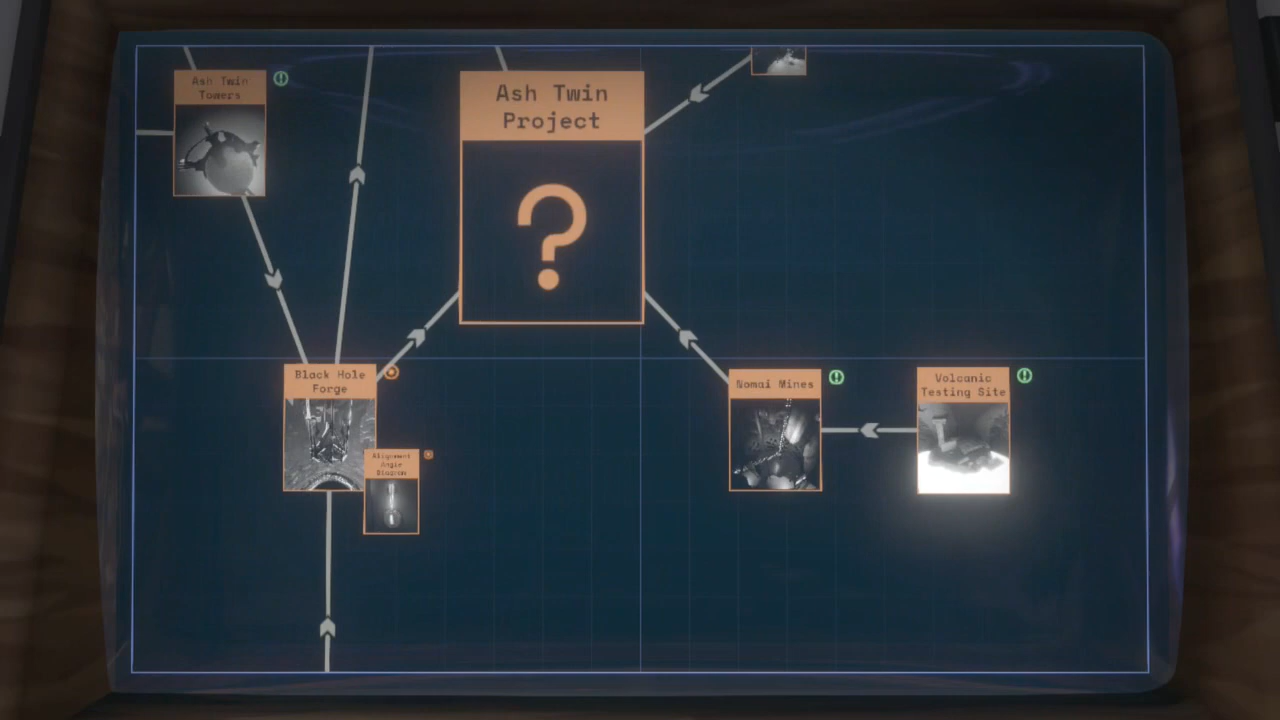 Ash Twin
Towers
Ash Twin
Project
?
Black Hole
Forge
Alignment
Angle
Diagram
Nomai Mines
Volcanic
Testing Site